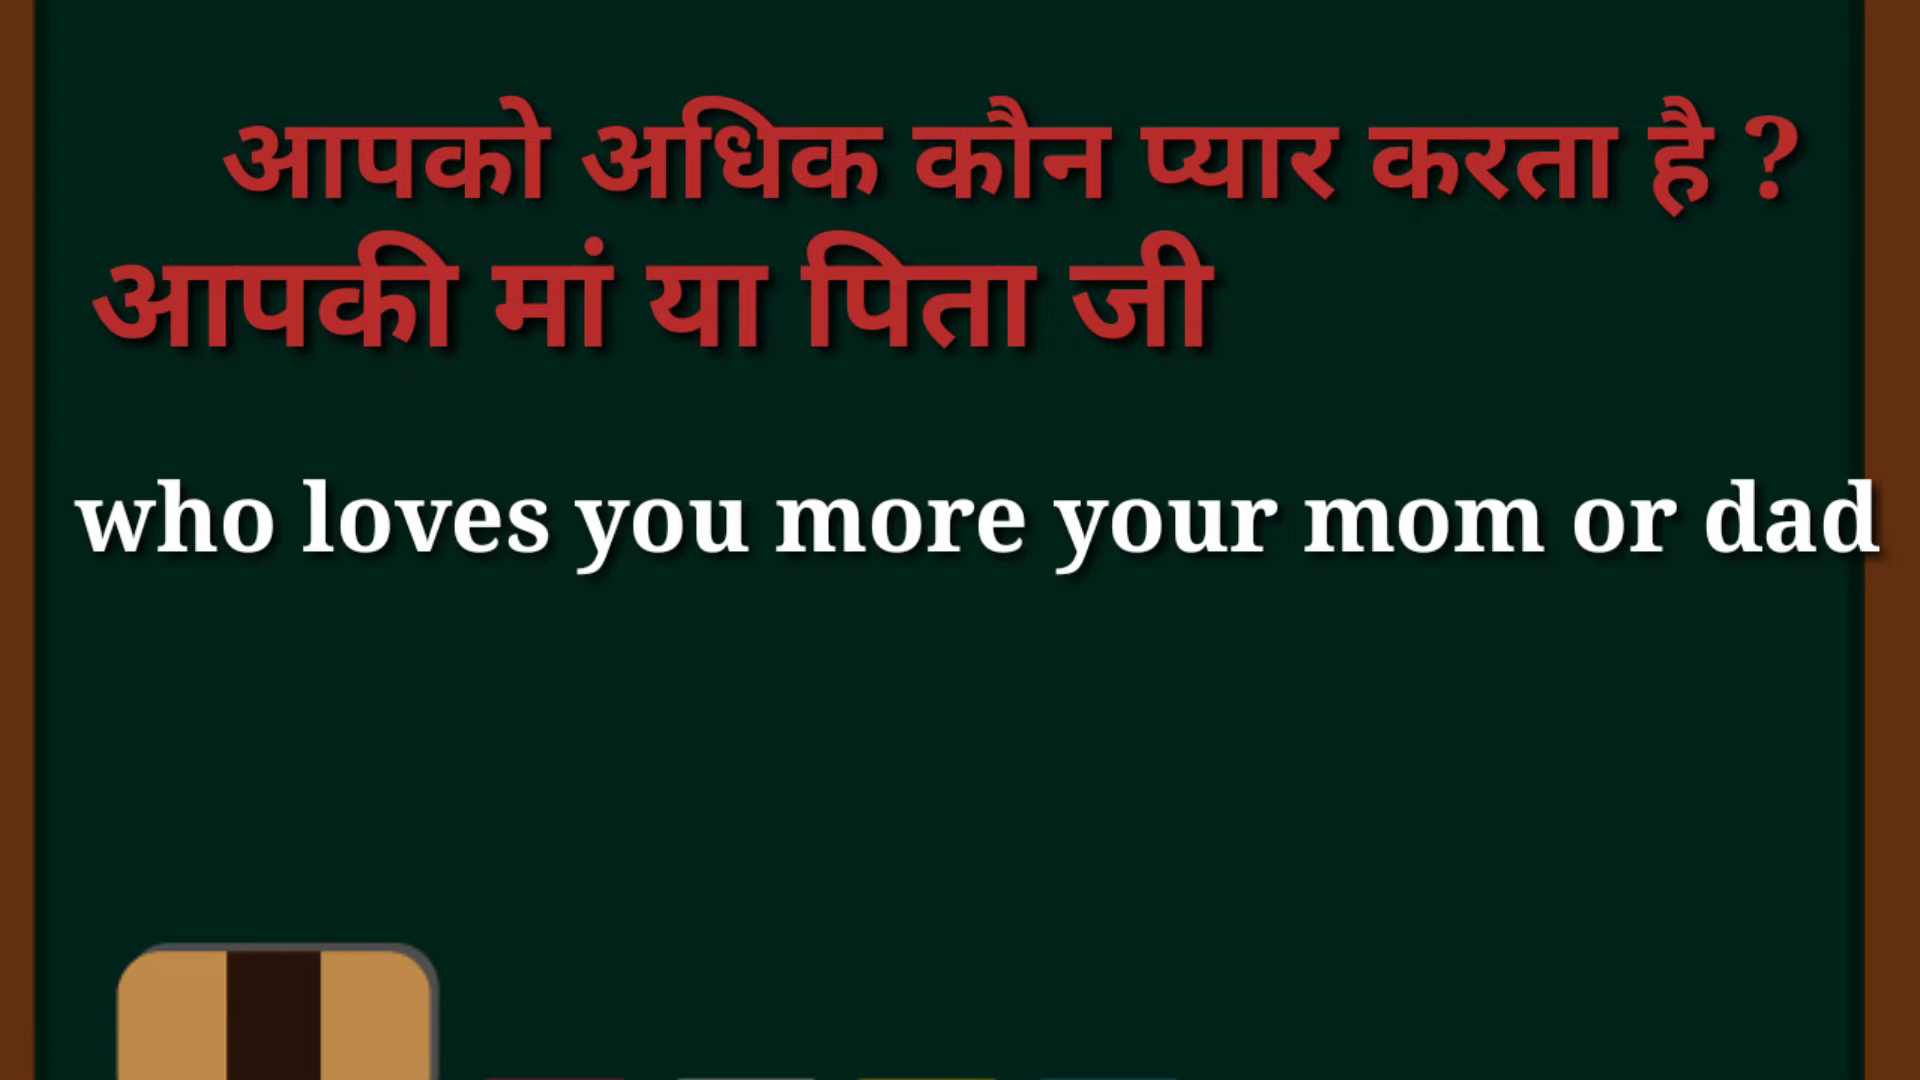 आपको अधिक कौन प्यार करता है ?
आपकी मां या पिता जी
who loves you more your mom or dad